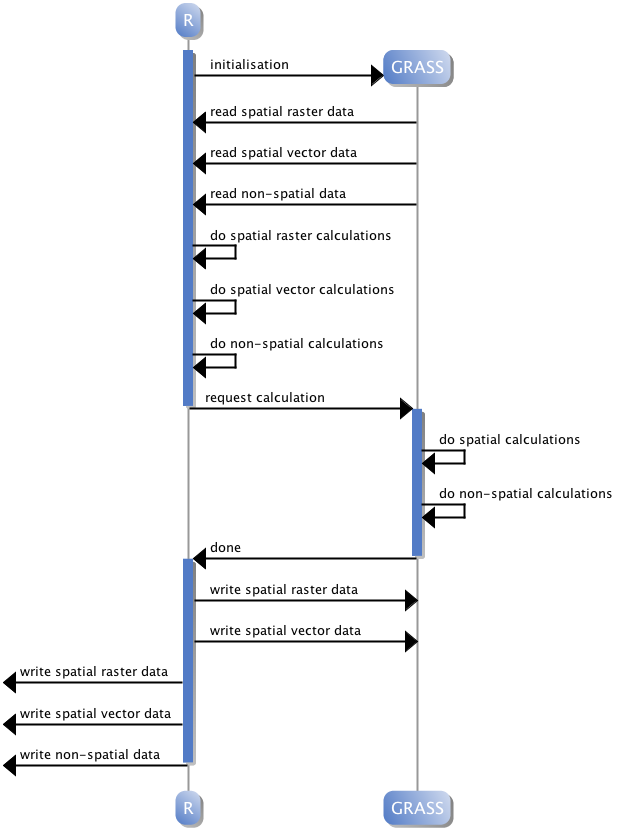 R
initialisation
GRASS
read spatial raster data
read spatial vector data
read non-spatial data
do spatial raster calculations
do spatial vector calculations
do non-spatial calculations
request calculation
do spatial calculations
do non-spatial calculations
done
write spatial raster data
write spatial vector data
write spatial raster data
write spatial vector data
write non-spatial data
R
GRASS